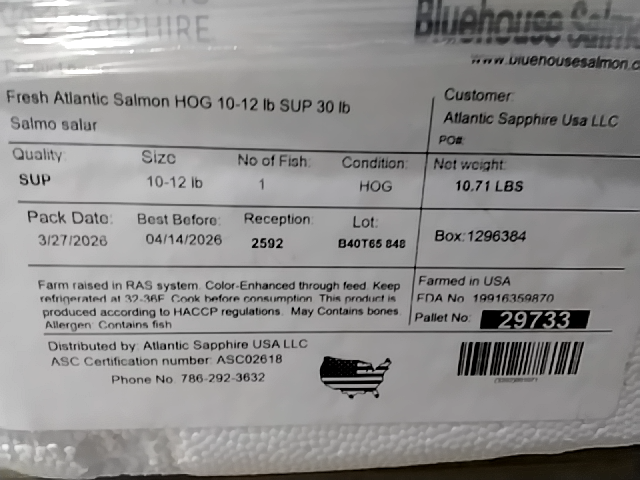 SAPPHIRE
Bluehouse Salmo
www.bluehousesalmon.c
Fresh Atlantic Salmon HOG 10-12 lb SUP 30 lb
Salmo salar
Customer:
Atlantic Sapphire Usa LLC
PO#:
Quality:
SUP
Size
10-12 lb
No of Fish:
1
Condition:
HOG
Net weight:
10.71 LBS
Pack Date:
3/27/2026
Best Before:
04/14/2026
Reception:
2592
Lot:
B40T65 848
Box:1296384
Farm raised in RAS system. Color-Enhanced through feed. Keep
refrigerated at 32-36F. Cook before consumption. This product is
produced according to HACCP regulations. May Contains bones.
Allergen: Contains fish
Farmed in USA
FDA No. 19916359870
Pallet No: 29733
Distributed by: Atlantic Sapphire USA LLC
ASC Certification number: ASC02618
Phone No. 786-292-3632